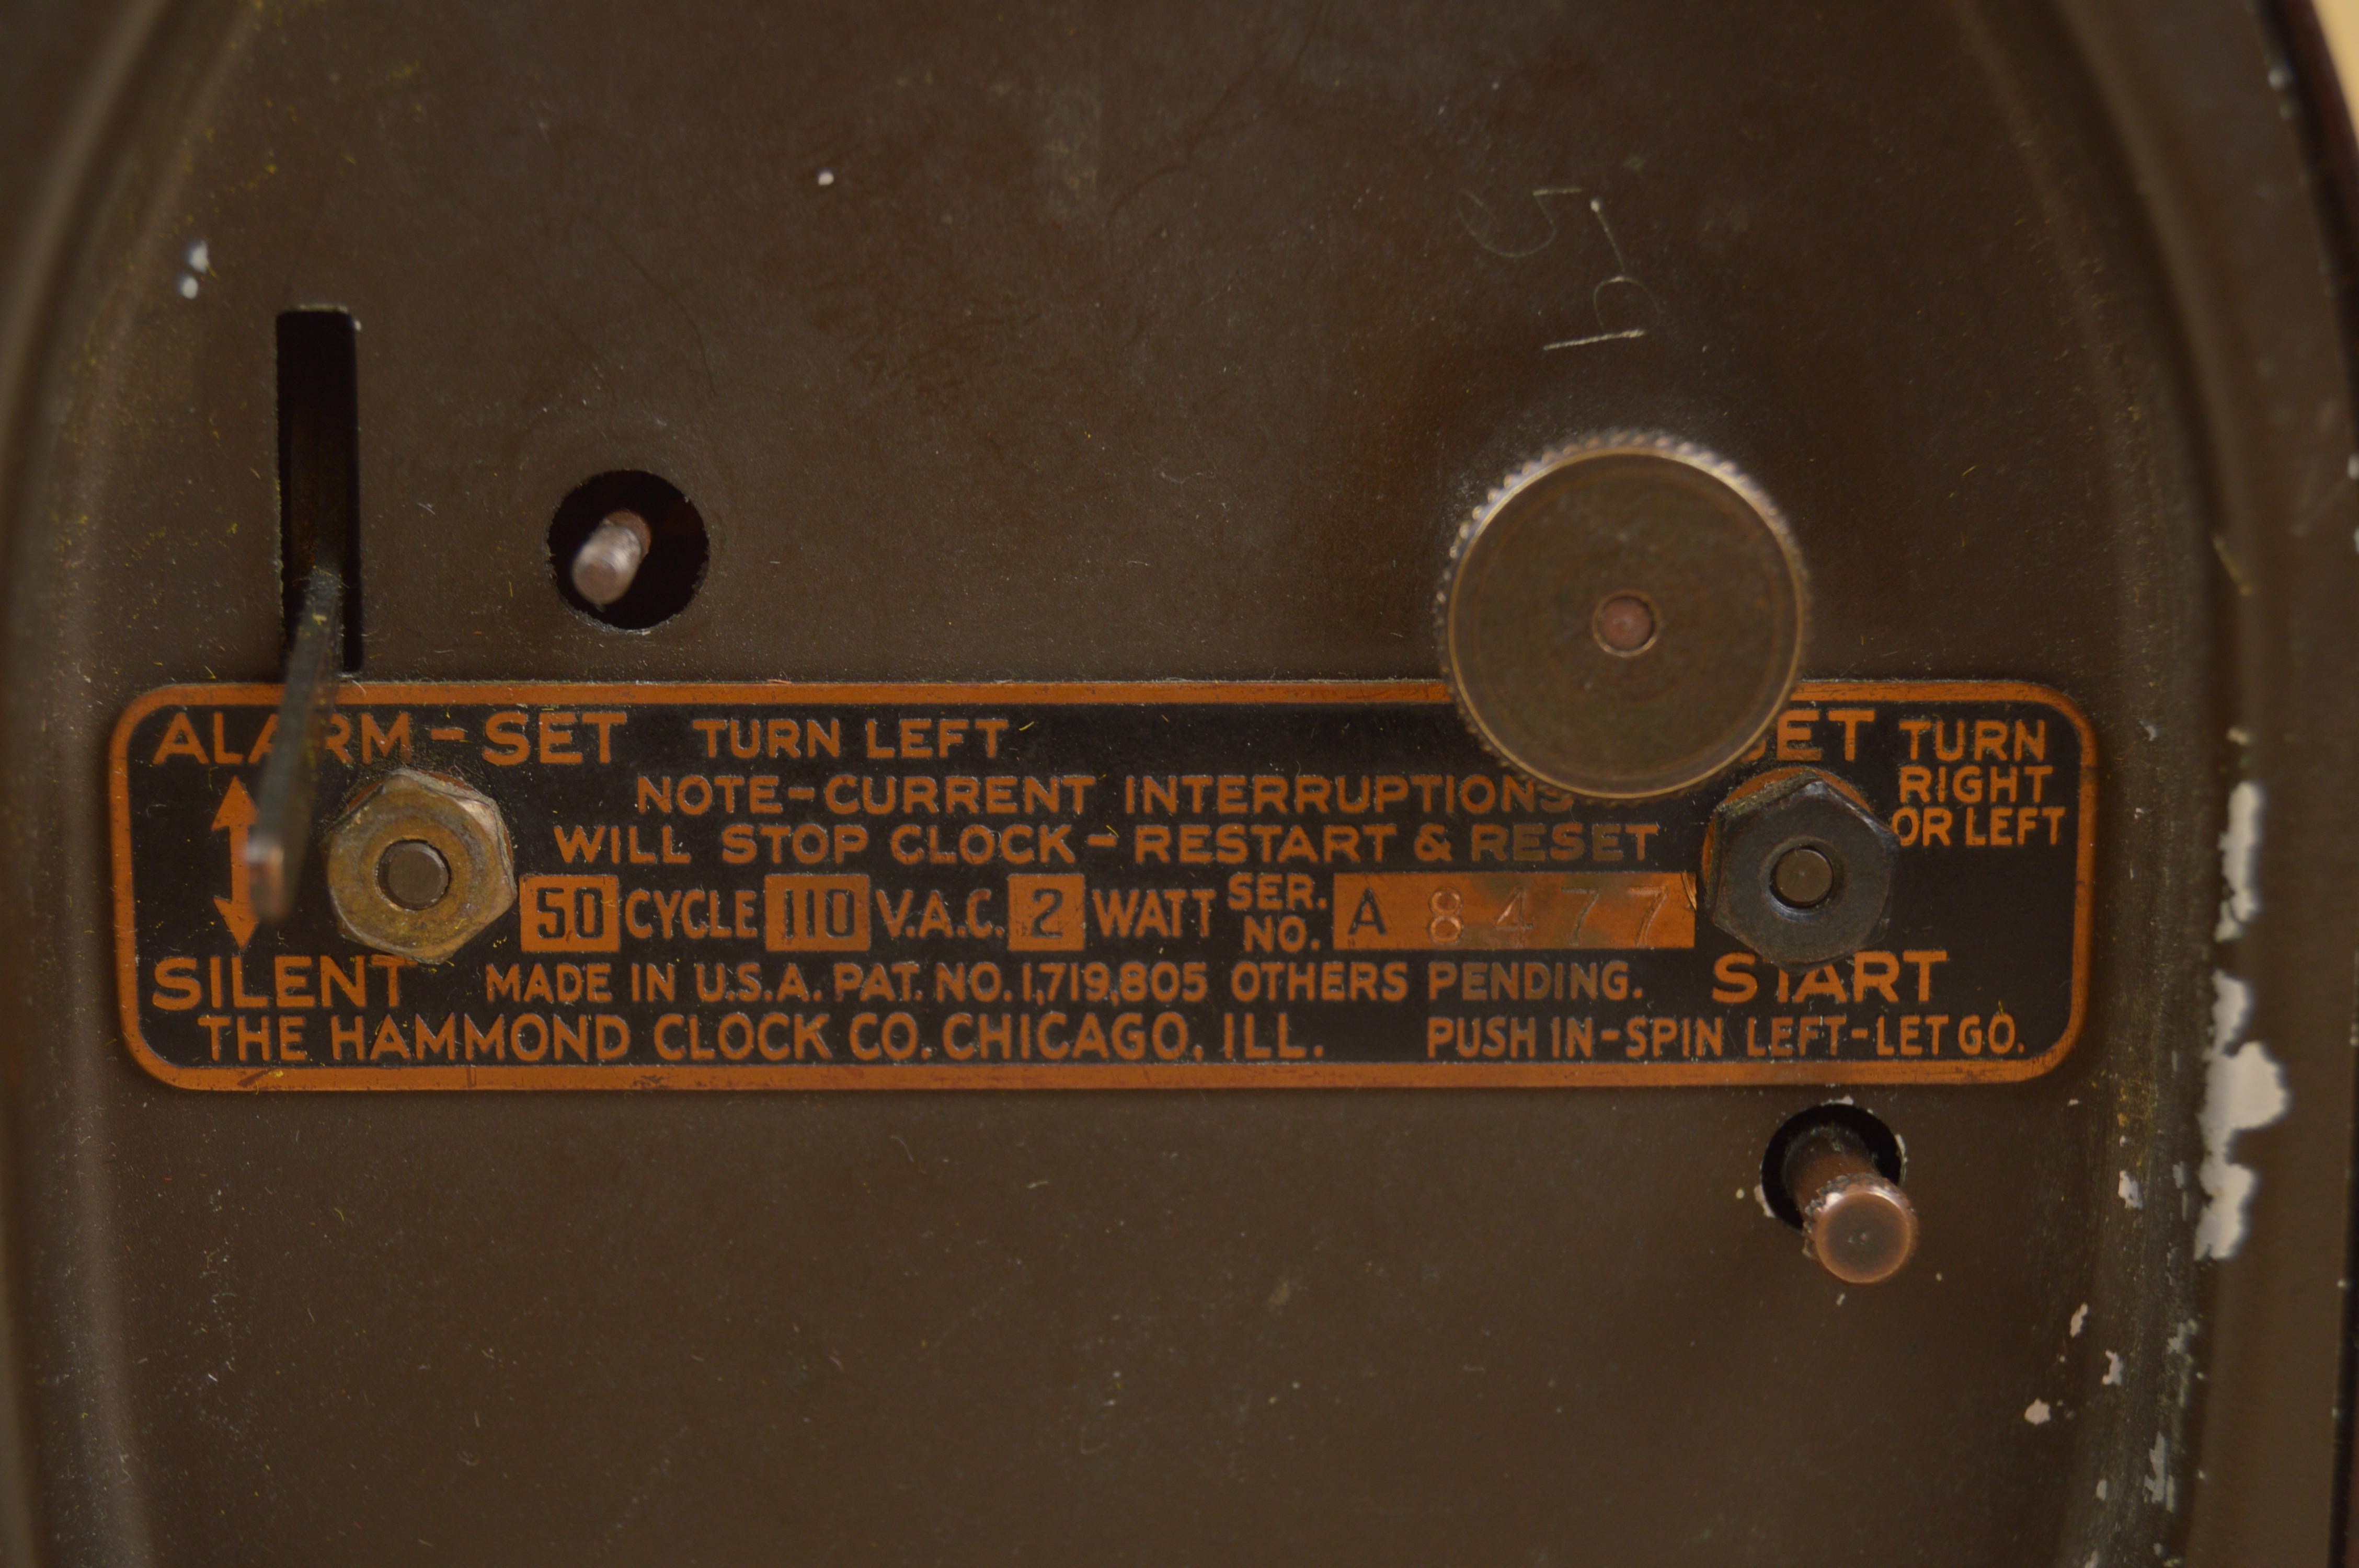 ALARM-SET TURN LEFT SET TURN RIGHT OR LEFT
NOTE-CURRENT INTERRUPTIONS
WILL STOP CLOCK-RESTART & RESET
50 CYCLE 110 V.A.C. 2 WATT SER. NO. A 8477
SILENT MADE IN U.S.A. PAT. NO. 1,719,805 OTHERS PENDING. START
THE HAMMOND CLOCK CO. CHICAGO, ILL. PUSH IN-SPIN LEFT-LET GO.